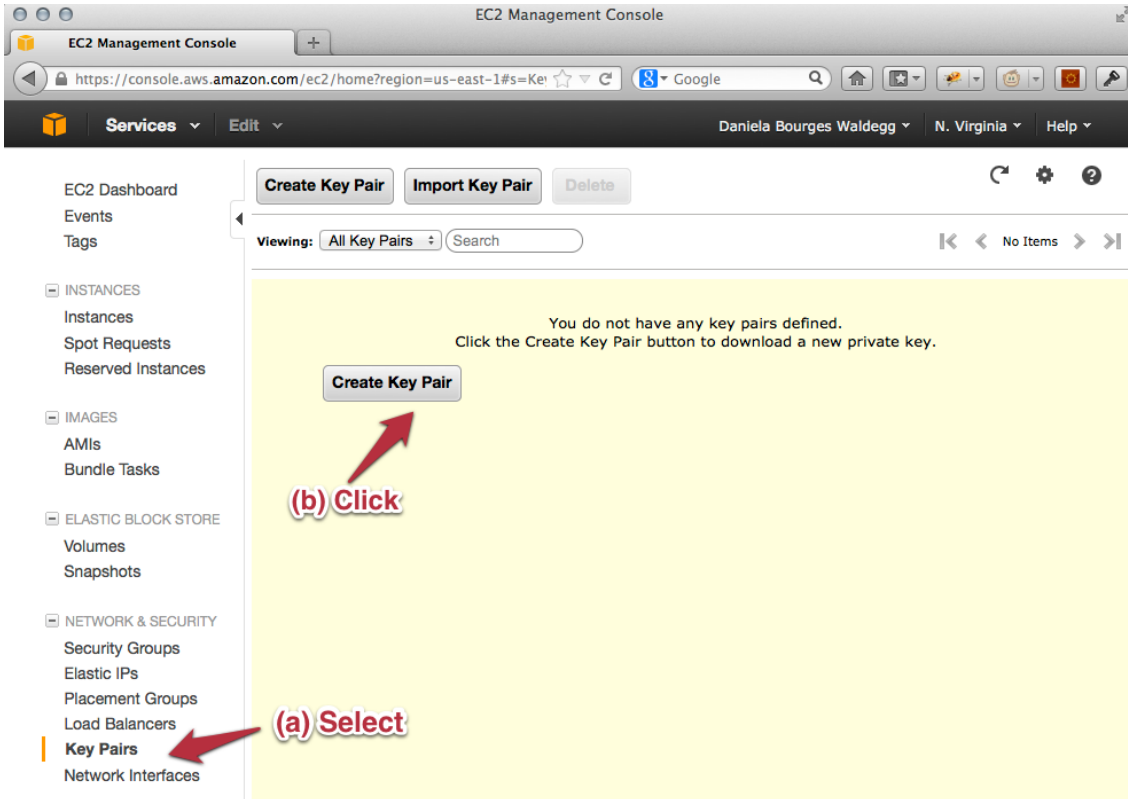 EC2 Management Console
EC2 Management Console
https://console.aws.amazon.com/ec2/home?region=us-east-1#s=Key
Google
Services Edit Daniela Bourges Waldegg N. Virginia Help
EC2 Dashboard
Events
Tags
INSTANCES
Instances
Spot Requests
Reserved Instances
IMAGES
AMIs
Bundle Tasks
ELASTIC BLOCK STORE
Volumes
Snapshots
NETWORK & SECURITY
Security Groups
Elastic IPs
Placement Groups
Load Balancers
Key Pairs
Network Interfaces
Create Key Pair Import Key Pair Delete
Viewing: All Key Pairs Search No Items
You do not have any key pairs defined.
Click the Create Key Pair button to download a new private key.
Create Key Pair
(b) Click
(a) Select